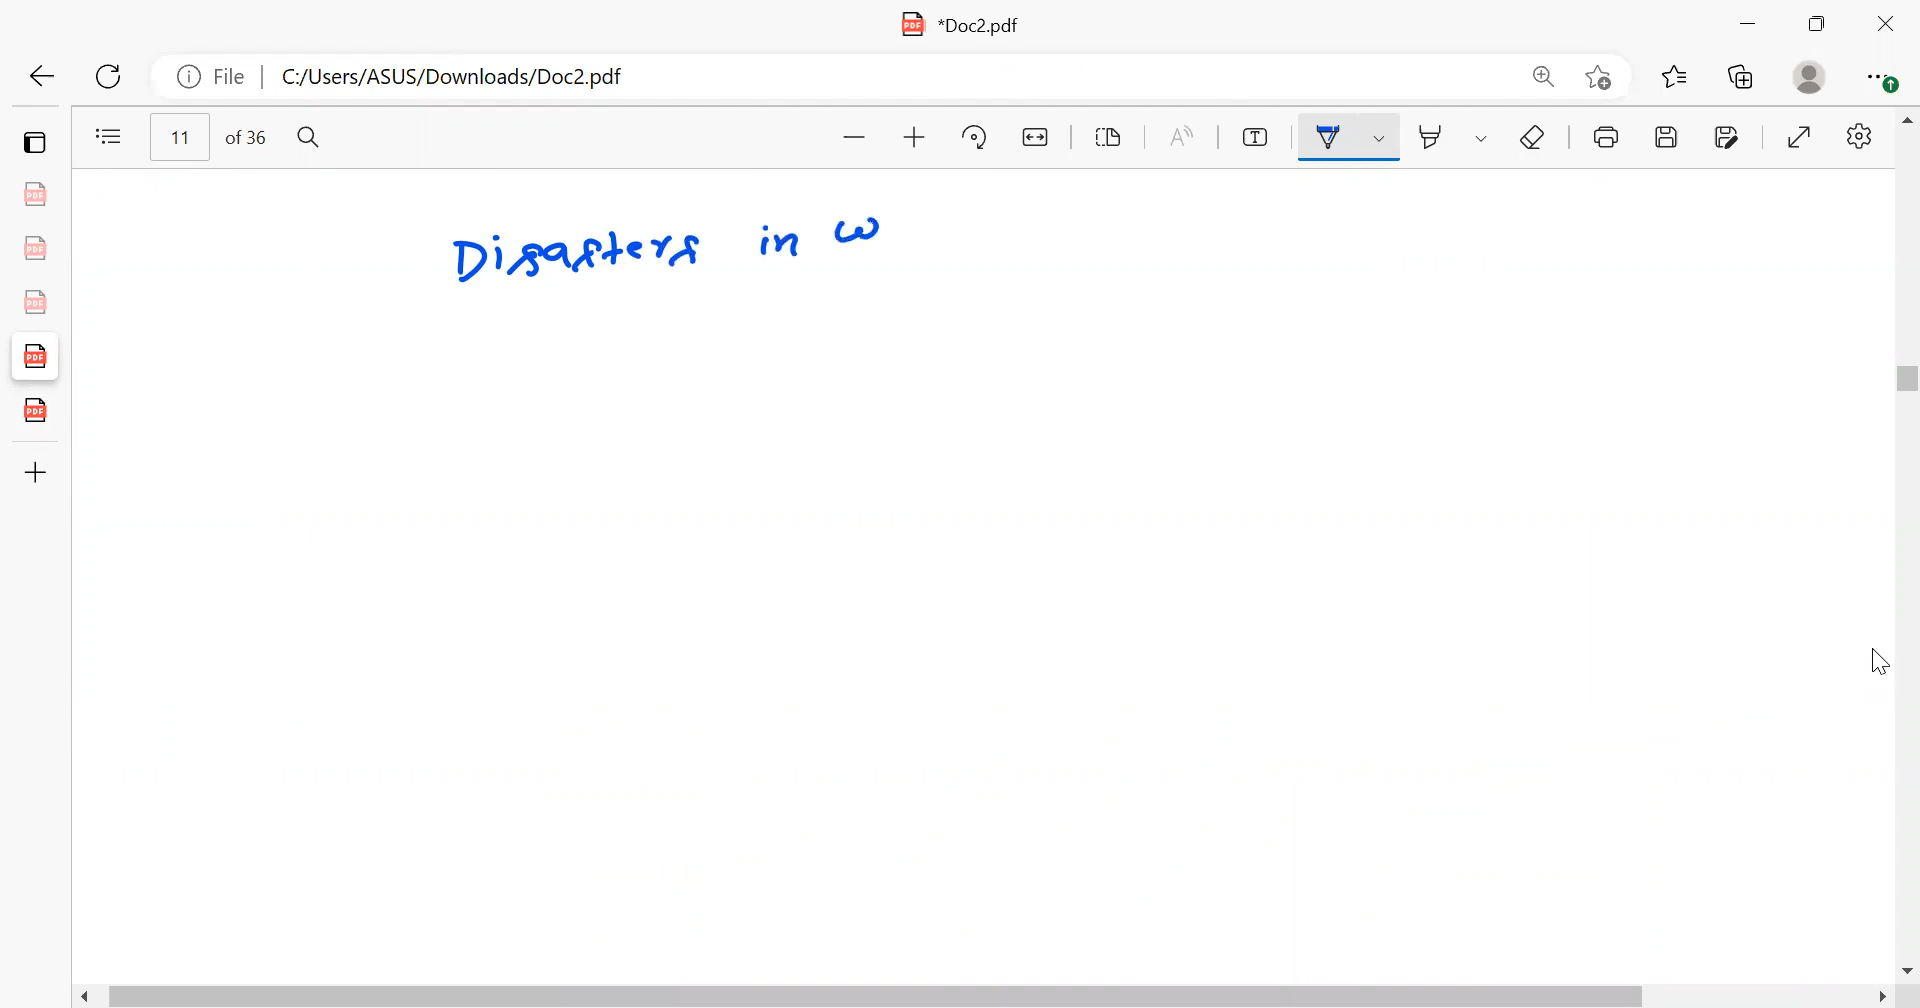 *Doc2.pdf
File | C:/Users/ASUS/Downloads/Doc2.pdf
11 of 36
Disasters in w